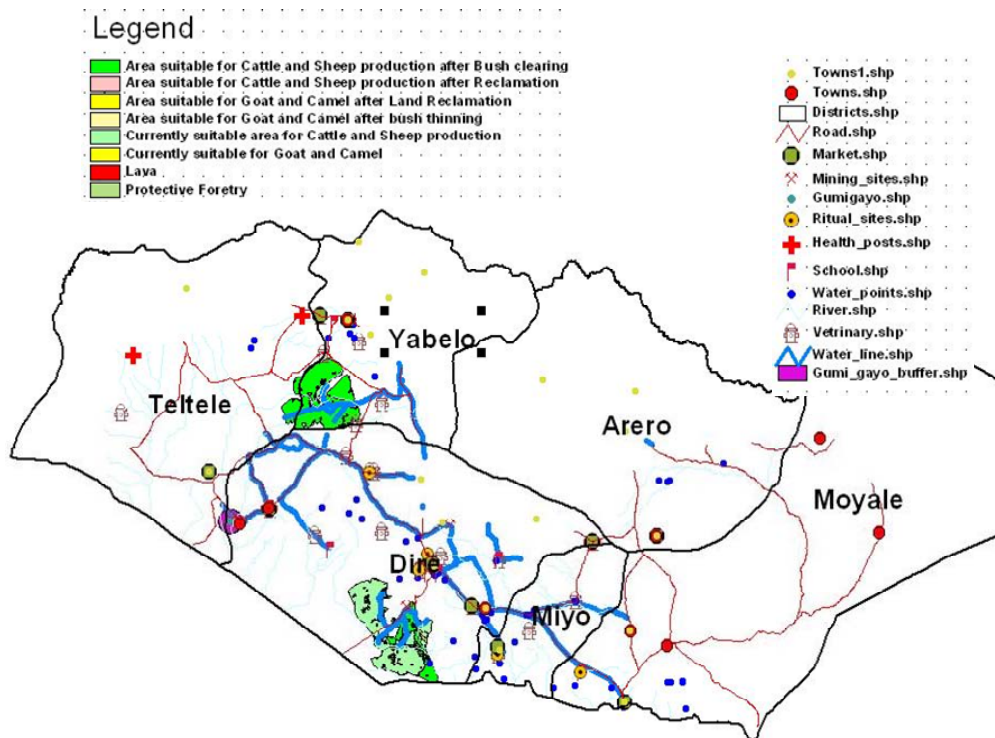 Legend
Area suitable for Cattle and Sheep production after Bush clearing
Area suitable for Cattle and Sheep production after Reclamation
Area suitable for Goat and Camel after Land Reclamation
Area suitable for Goat and Camel after bush thinning
Currently suitable area for Cattle and Sheep production
Currently suitable for Goat and Camel
Laya
Protective Foretry
Towns1.shp
Towns.shp
Districts.shp
Road.shp
Market.shp
Mining_sites.shp
Gumigayo.shp
Ritual_sites.shp
Health_posts.shp
School.shp
Water_points.shp
River.shp
Vetrinary.shp
Water_line.shp
Gumi_gayo_buffer.shp
Yabelo
Teltele
Arero
Moyale
Dire
Miyo